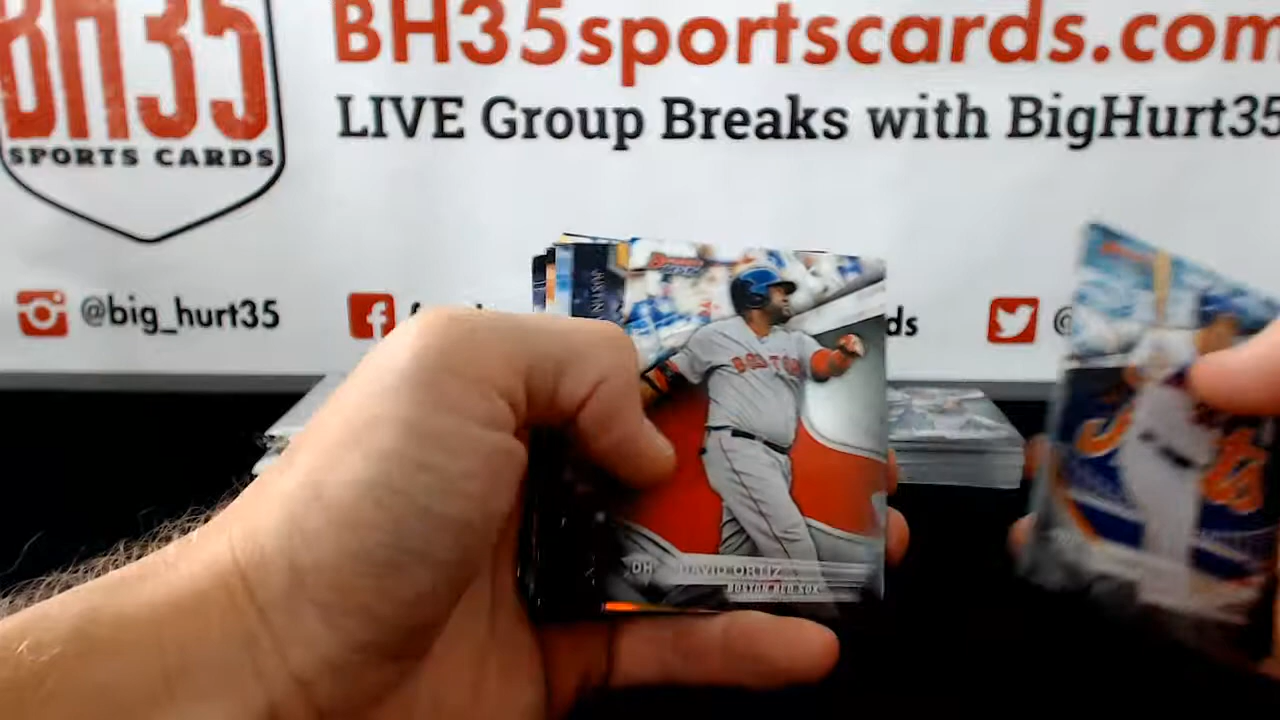 BH35
SPORTS CARDS
BH35sportscards.com
LIVE Group Breaks with BigHurt35
@big_hurt35
ds
@
BOSTON
DH DAVID ORTIZ
BOSTON RED SOX